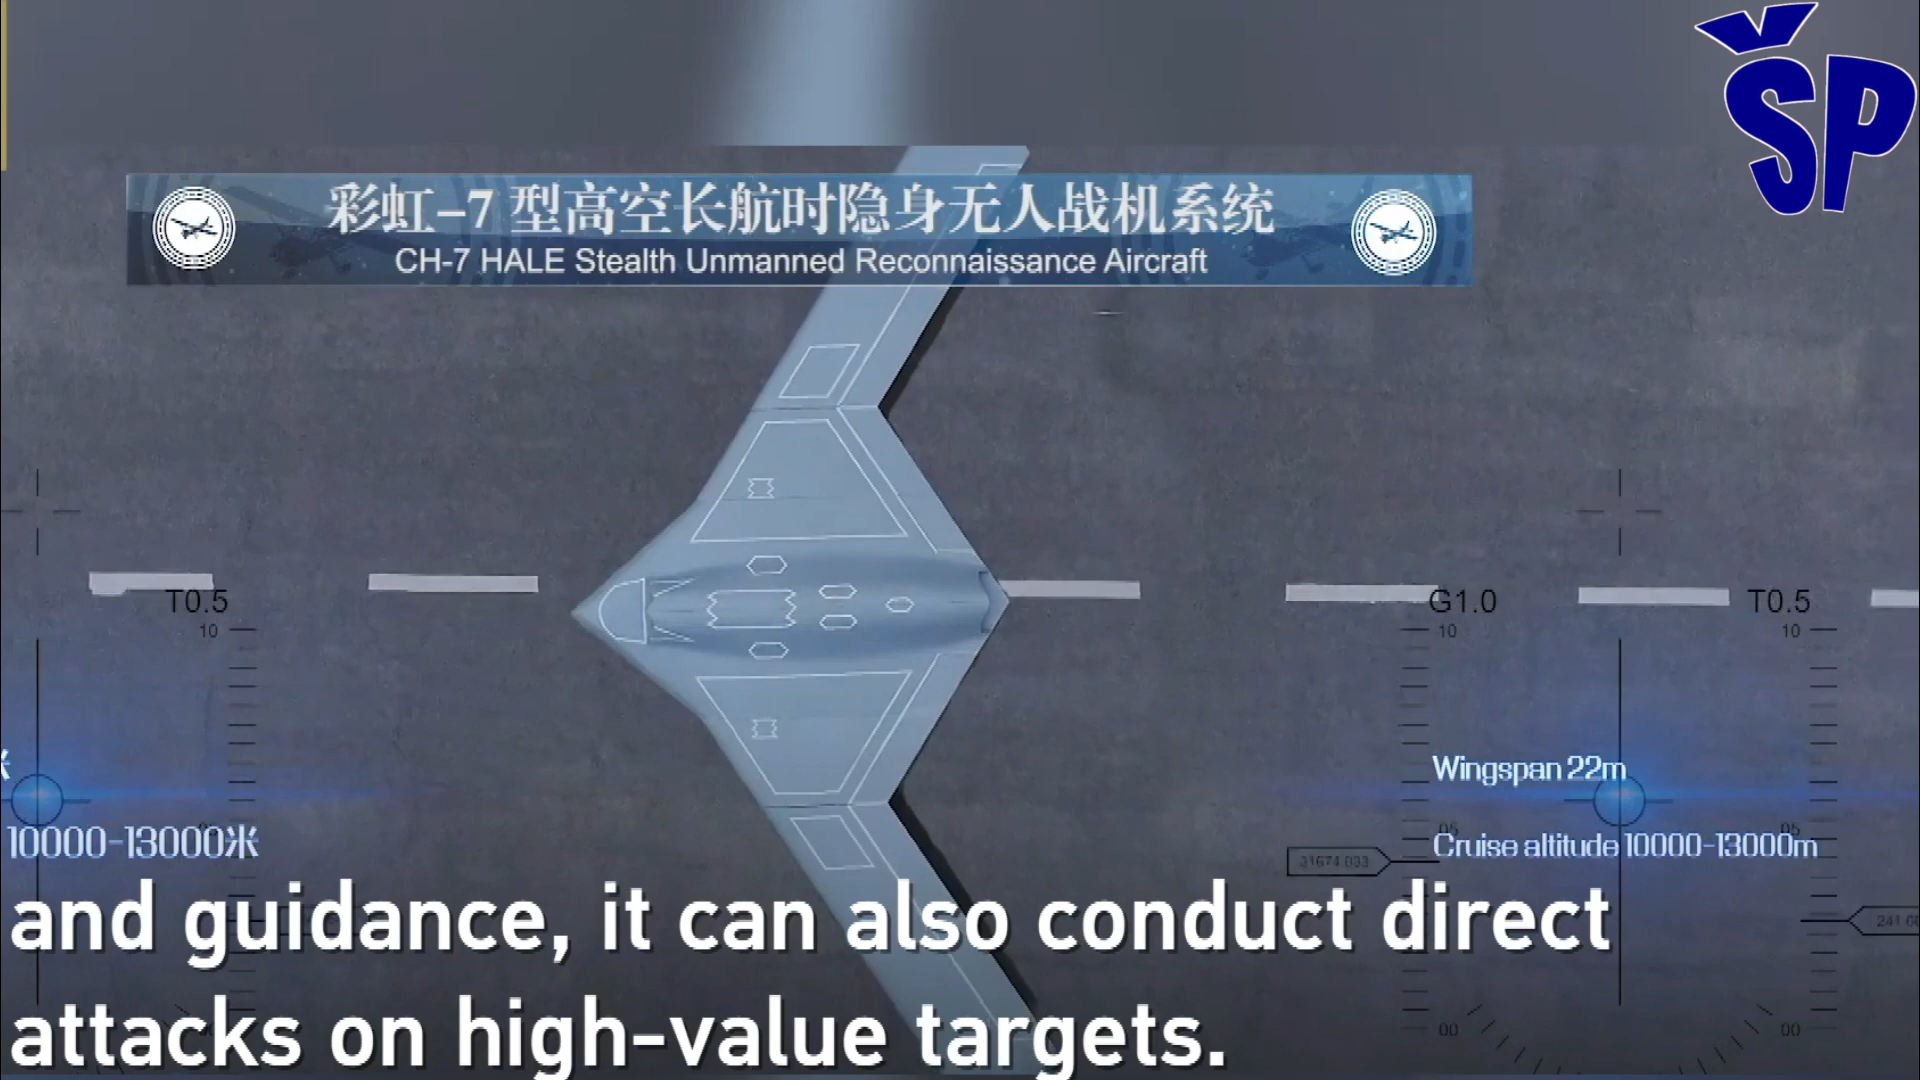 ŠP
彩虹-7 型高空长航时隐身无人战机系统
CH-7 HALE Stealth Unmanned Reconnaissance Aircraft
T0.5
10
G1.0
10
T0.5
10
Wingspan 22m
10000-13000米
05
05
Cruise altitude 10000-13000m
31674.033
and guidance, it can also conduct direct
attacks on high-value targets.
00
00